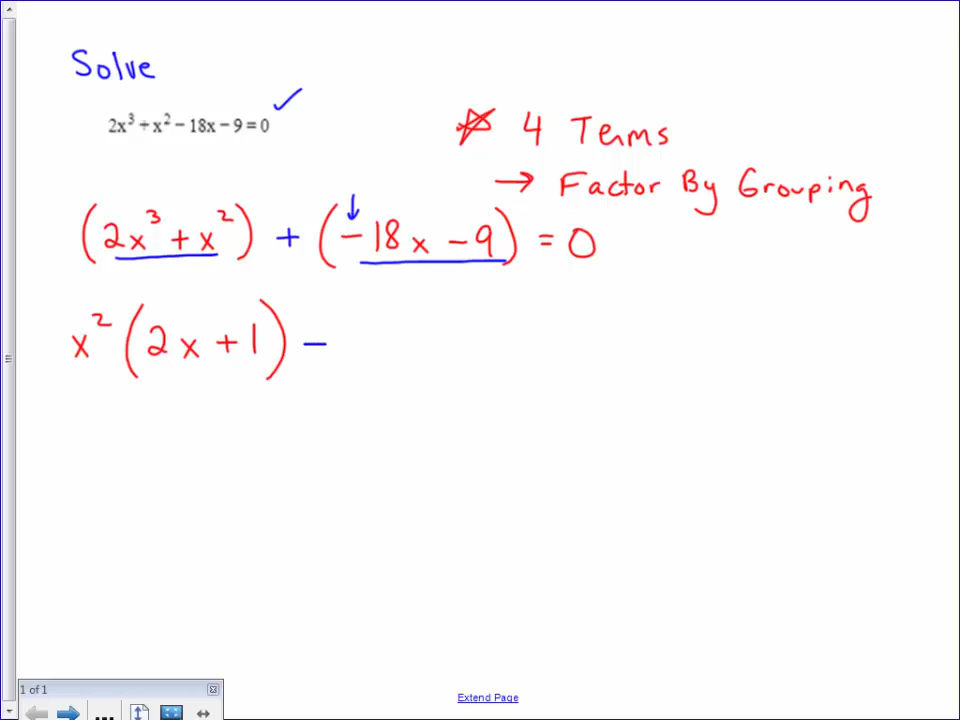 Solve
2x³ + x² − 18x − 9 = 0
☆ 4 Terms
→ Factor By Grouping
(2x³ + x²) + (−18x − 9) = 0
x² (2x + 1) −
1 of 1
...
Extend Page